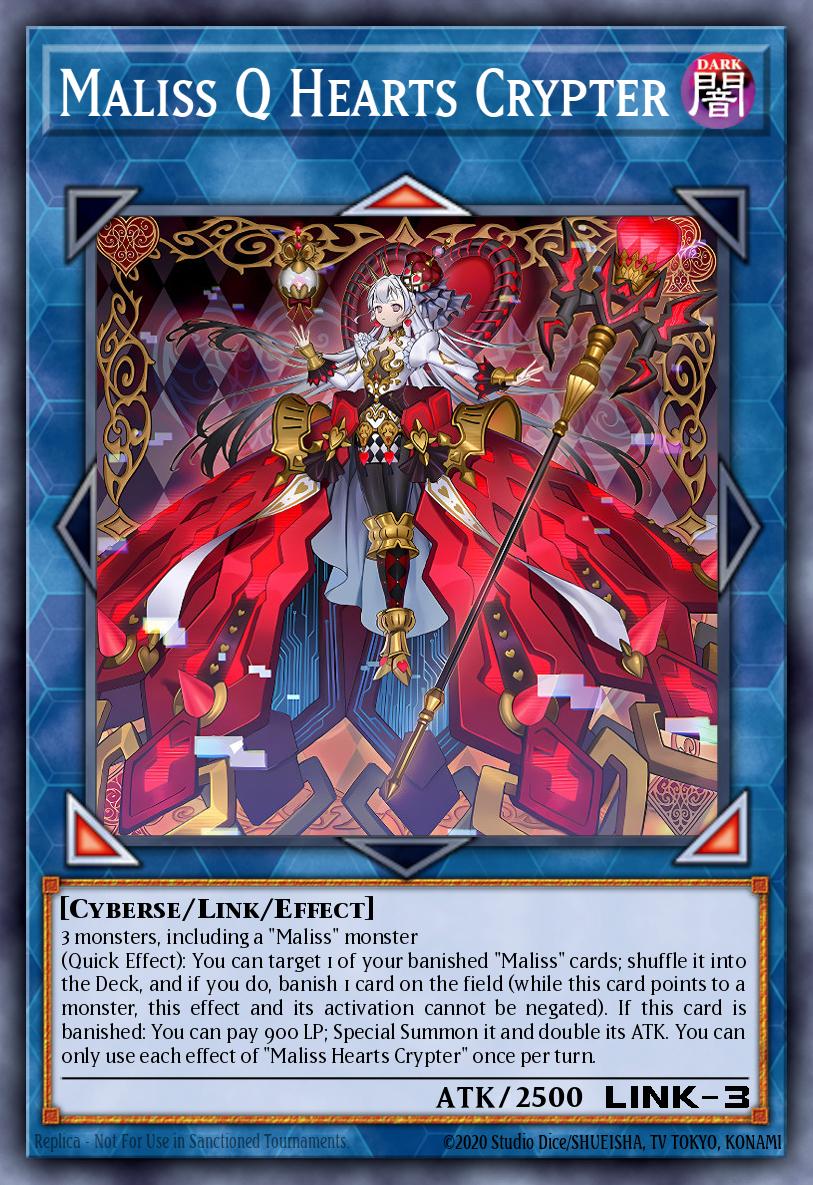 Maliss Q Hearts Crypter
DARK
闇
[Cyberse/Link/Effect]
3 monsters, including a "Maliss" monster
(Quick Effect): You can target 1 of your banished "Maliss" cards; shuffle it into
the Deck, and if you do, banish 1 card on the field (while this card points to a
monster, this effect and its activation cannot be negated). If this card is
banished: You can pay 900 LP; Special Summon it and double its ATK. You can
only use each effect of "Maliss Hearts Crypter" once per turn.
ATK/2500 LINK-3
Replica - Not For Use in Sanctioned Tournaments.
©2020 Studio Dice/SHUEISHA, TV TOKYO, KONAMI